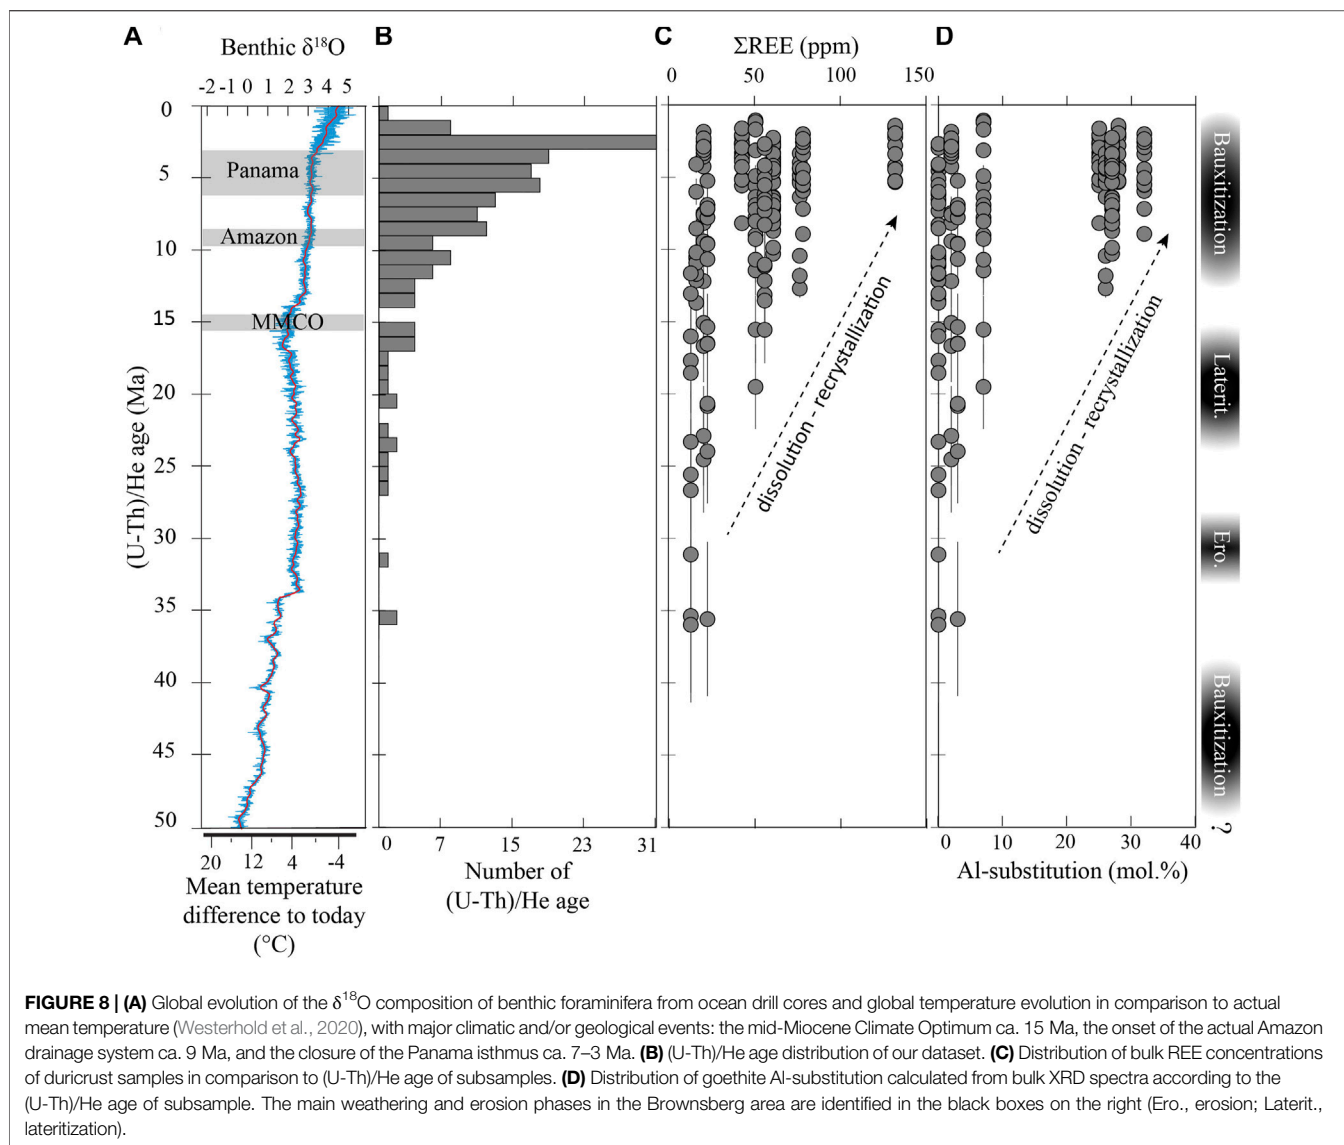 A
Benthic δ¹⁸O
-2 -1 0 1 2 3 4 5
0
5
10
15
20
25
30
35
40
45
50
(U-Th)/He age (Ma)
Panama
Amazon
MMCO
20 12 4 -4
Mean temperature
difference to today
(°C)
B
0 7 15 23 31
Number of
(U-Th)/He age
C
ΣREE (ppm)
0 50 100 150
dissolution - recrystallization
D
dissolution - recrystallization
0 10 20 30 40
Al-substitution (mol.%)
Bauxitization
Laterit.
Ero.
Bauxitization
?
FIGURE 8 | (A) Global evolution of the δ¹⁸O composition of benthic foraminifera from ocean drill cores and global temperature evolution in comparison to actual
mean temperature (Westerhold et al., 2020), with major climatic and/or geological events: the mid-Miocene Climate Optimum ca. 15 Ma, the onset of the actual Amazon
drainage system ca. 9 Ma, and the closure of the Panama isthmus ca. 7–3 Ma. (B) (U-Th)/He age distribution of our dataset. (C) Distribution of bulk REE concentrations
of duricrust samples in comparison to (U-Th)/He age of subsamples. (D) Distribution of goethite Al-substitution calculated from bulk XRD spectra according to the
(U-Th)/He age of subsample. The main weathering and erosion phases in the Brownsberg area are identified in the black boxes on the right (Ero., erosion; Laterit.,
lateritization).